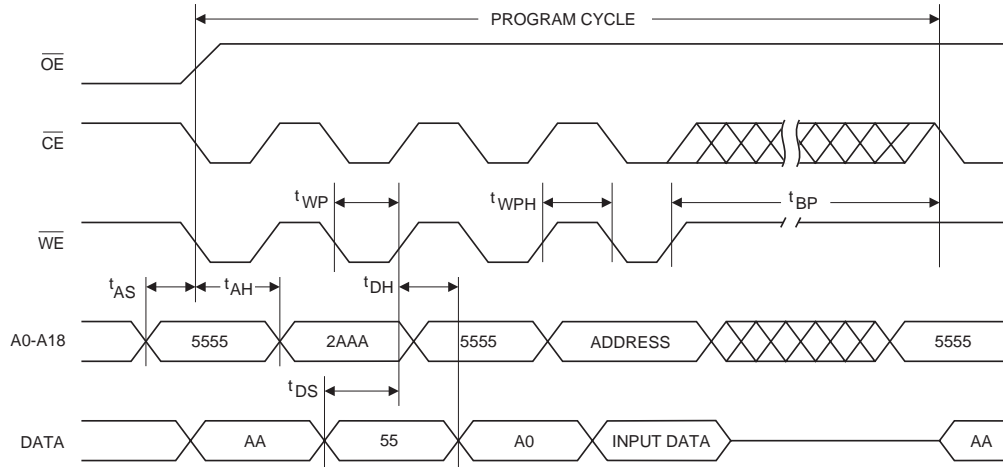 PROGRAM CYCLE
OE
CE
tWP
tWPH
tBP
WE
tAS
tAH
tDH
A0-A18
5555
2AAA
5555
ADDRESS
5555
tDS
DATA
AA
55
A0
INPUT DATA
AA